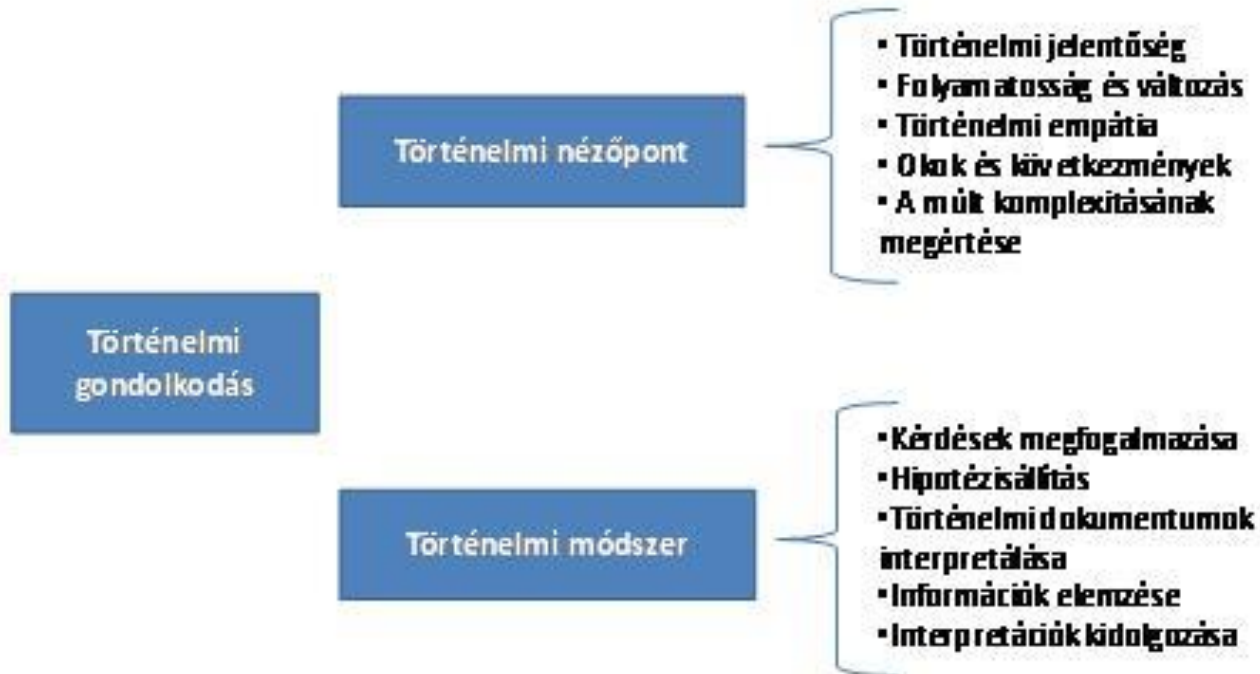 Történelmi
gondolkodás
Történelmi nézőpont
▪ Történelmi jelentőség
▪ Folyamatosság és változás
▪ Történelmi empátia
▪ Okok és következmények
▪ A múlt komplexitásának
megértése
Történelmi módszer
▪Kérdések megfogalmazása
▪Hipotézisállítás
▪Történelmi dokumentumok
interpretálása
▪Információk elemzése
▪Interpretációk kidolgozása